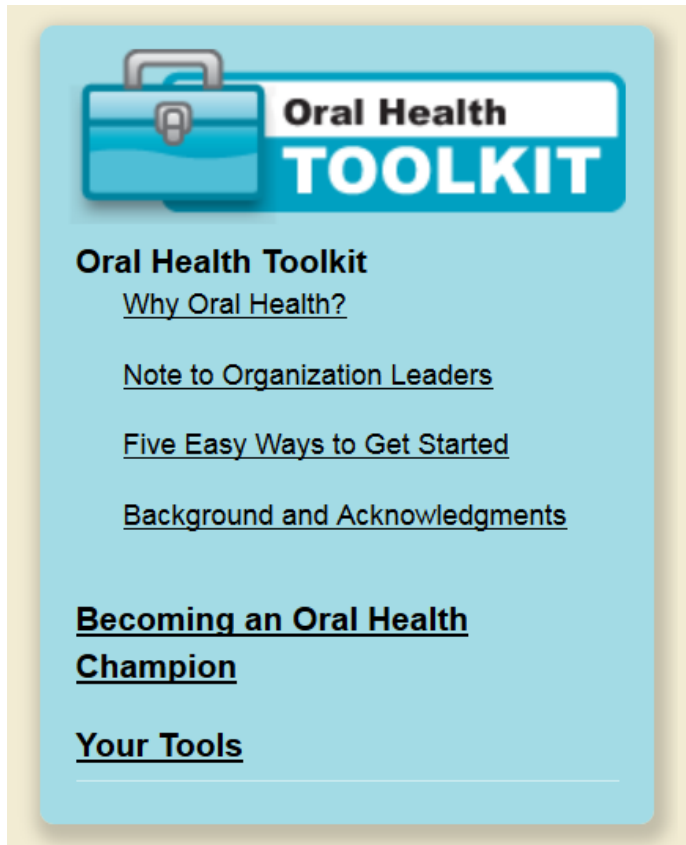 Oral Health
TOOLKIT
Oral Health Toolkit
Why Oral Health?
Note to Organization Leaders
Five Easy Ways to Get Started
Background and Acknowledgments
Becoming an Oral Health
Champion
Your Tools